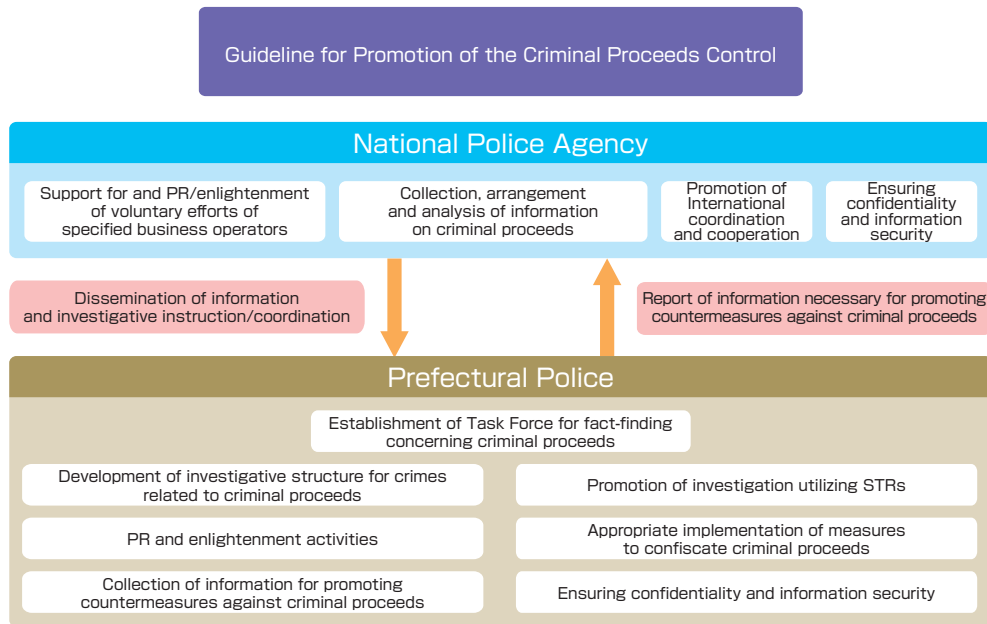 Guideline for Promotion of the Criminal Proceeds Control
National Police Agency
Support for and PR/enlightenment
of voluntary efforts of
specified business operators
Collection, arrangement
and analysis of information
on criminal proceeds
Promotion of
International
coordination
and cooperation
Ensuring
confidentiality
and information
security
Dissemination of information
and investigative instruction/coordination
Report of information necessary for promoting
countermeasures against criminal proceeds
Prefectural Police
Establishment of Task Force for fact-finding
concerning criminal proceeds
Development of investigative structure for crimes
related to criminal proceeds
Promotion of investigation utilizing STRs
PR and enlightenment activities
Appropriate implementation of measures
to confiscate criminal proceeds
Collection of information for promoting
countermeasures against criminal proceeds
Ensuring confidentiality and information security